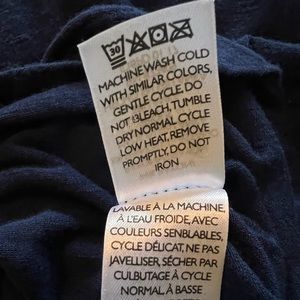 30
MACHINE WASH COLD
WITH SIMILAR COLORS,
GENTLE CYCLE, DO
NOT BLEACH, TUMBLE
DRY NORMAL CYCLE
LOW HEAT, REMOVE
PROMPTLY, DO NOT
IRON
LAVABLE À LA MACHINE,
À L'EAU FROIDE, AVEC
COULEURS SENBLABLES,
CYCLE DÉLICAT, NE PAS
JAVELLISER, SÉCHER PAR
CULBUTAGE À CYCLE
NORMAL, À BASSE